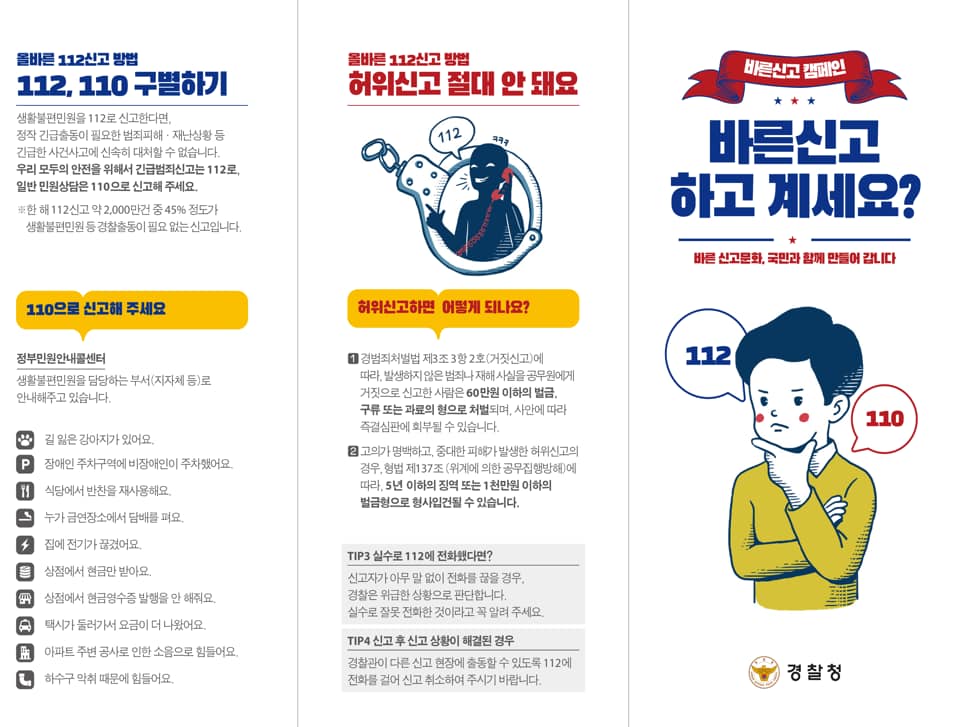 올바른 112신고 방법
112, 110 구별하기
생활불편민원을 112로 신고한다면,
정작 긴급출동이 필요한 범죄피해·재난상황 등
긴급한 사건사고에 신속히 대처할 수 없습니다.
우리 모두의 안전을 위해서 긴급범죄신고는 112로,
일반 민원상담은 110으로 신고해 주세요.
※한 해 112신고 약 2,000만건 중 45% 정도가
생활불편민원 등 경찰출동이 필요 없는 신고입니다.
110으로 신고해 주세요
정부민원안내콜센터
생활불편민원을 담당하는 부서(지자체 등)로
안내해주고 있습니다.
길 잃은 강아지가 있어요.
P 장애인 주차구역에 비장애인이 주차했어요.
식당에서 반찬을 재사용해요.
누가 금연장소에서 담배를 펴요.
집에 전기가 끊겼어요.
상점에서 현금만 받아요.
상점에서 현금영수증 발행을 안 해줘요.
택시가 둘러가서 요금이 더 나왔어요.
아파트 주변 공사로 인한 소음으로 힘들어요.
하수구 악취 때문에 힘들어요.
올바른 112신고 방법
허위신고 절대 안 돼요
112
ㅋㅋㅋ
허위신고하면 어떻게 되나요?
1 경범죄처벌법 제3조 3항 2호(거짓신고)에
따라, 발생하지 않은 범죄나 재해 사실을 공무원에게
거짓으로 신고한 사람은 60만원 이하의 벌금,
구류 또는 과료의 형으로 처벌되며, 사안에 따라
즉결심판에 회부될 수 있습니다.
2 고의가 명백하고, 중대한 피해가 발생한 허위신고의
경우, 형법 제137조 (위계에 의한 공무집행방해)에
따라, 5년 이하의 징역 또는 1천만원 이하의
벌금형으로 형사입건될 수 있습니다.
TIP3 실수로 112에 전화했다면?
신고자가 아무 말 없이 전화를 끊을 경우,
경찰은 위급한 상황으로 판단합니다.
실수로 잘못 전화한 것이라고 꼭 알려 주세요.
TIP4 신고 후 신고 상황이 해결된 경우
경찰관이 다른 신고 현장에 출동할 수 있도록 112에
전화를 걸어 신고 취소하여 주시기 바랍니다.
바른신고 캠페인
바른신고
하고 계세요?
바른 신고문화, 국민과 함께 만들어 갑니다
112
110
경찰청